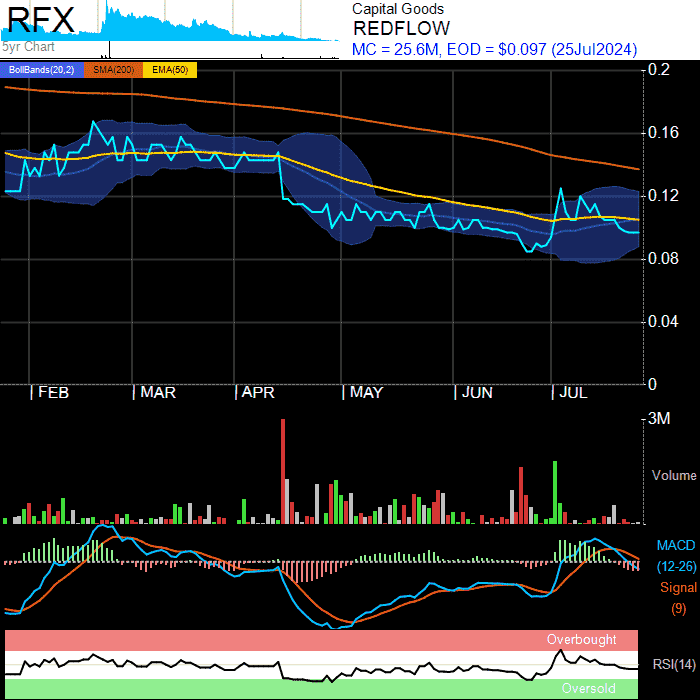 RFX
5yr Chart
Capital Goods
REDFLOW
MC = 25.6M, EOD = $0.097 (25Jul2024)
BollBands(20,2) SMA(200) EMA(50)
0.2
0.16
0.12
0.08
0.04
0
FEB MAR APR MAY JUN JUL
3M
Volume
MACD
(12-26)
Signal
(9)
Overbought
RSI(14)
Oversold